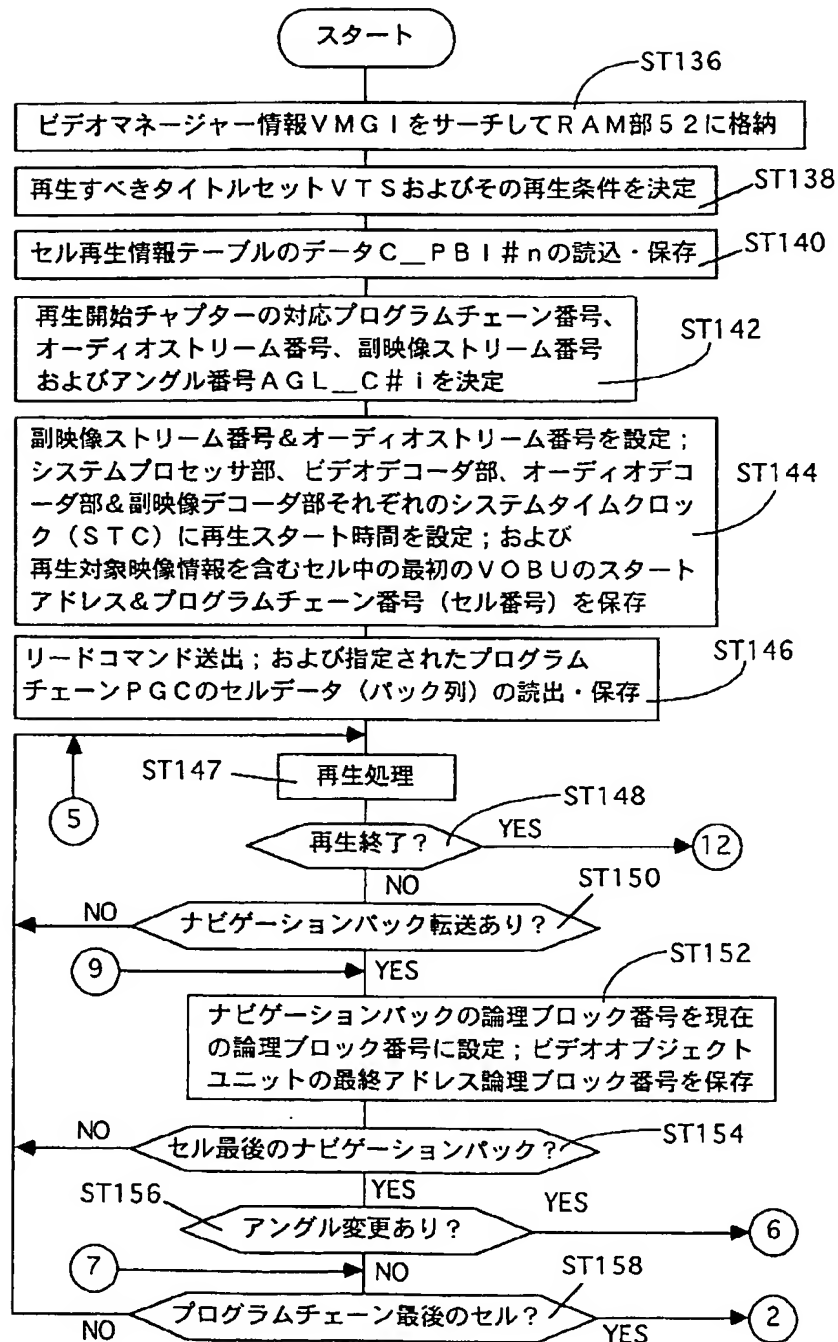 スタート
ST136
ビデオマネージャー情報VMGIをサーチしてRAM部52に格納
再生すべきタイトルセットVTSおよびその再生条件を決定
ST138
セル再生情報テーブルのデータC__PBI#nの読込・保存
ST140
再生開始チャプターの対応プログラムチェーン番号、
オーディオストリーム番号、副映像ストリーム番号
およびアングル番号AGL__C#iを決定
ST142
副映像ストリーム番号&オーディオストリーム番号を設定;
システムプロセッサ部、ビデオデコーダ部、オーディオデコ
ーダ部&副映像デコーダ部それぞれのシステムタイムクロッ
ク(STC)に再生スタート時間を設定;および
再生対象映像情報を含むセル中の最初のVOBUのスタート
アドレス&プログラムチェーン番号(セル番号)を保存
ST144
リードコマンド送出;および指定されたプログラム
チェーンPGCのセルデータ(パック列)の読出・保存
ST146
ST147
再生処理
5
ST148
再生終了?
YES
12
NO
ST150
NO
ナビゲーションパック転送あり?
9
YES
ST152
ナビゲーションパックの論理ブロック番号を現在
の論理ブロック番号に設定;ビデオオブジェクト
ユニットの最終アドレス論理ブロック番号を保存
NO
セル最後のナビゲーションパック?
ST154
YES
ST156
アングル変更あり?
YES
6
7
NO
ST158
NO
プログラムチェーン最後のセル?
YES
2